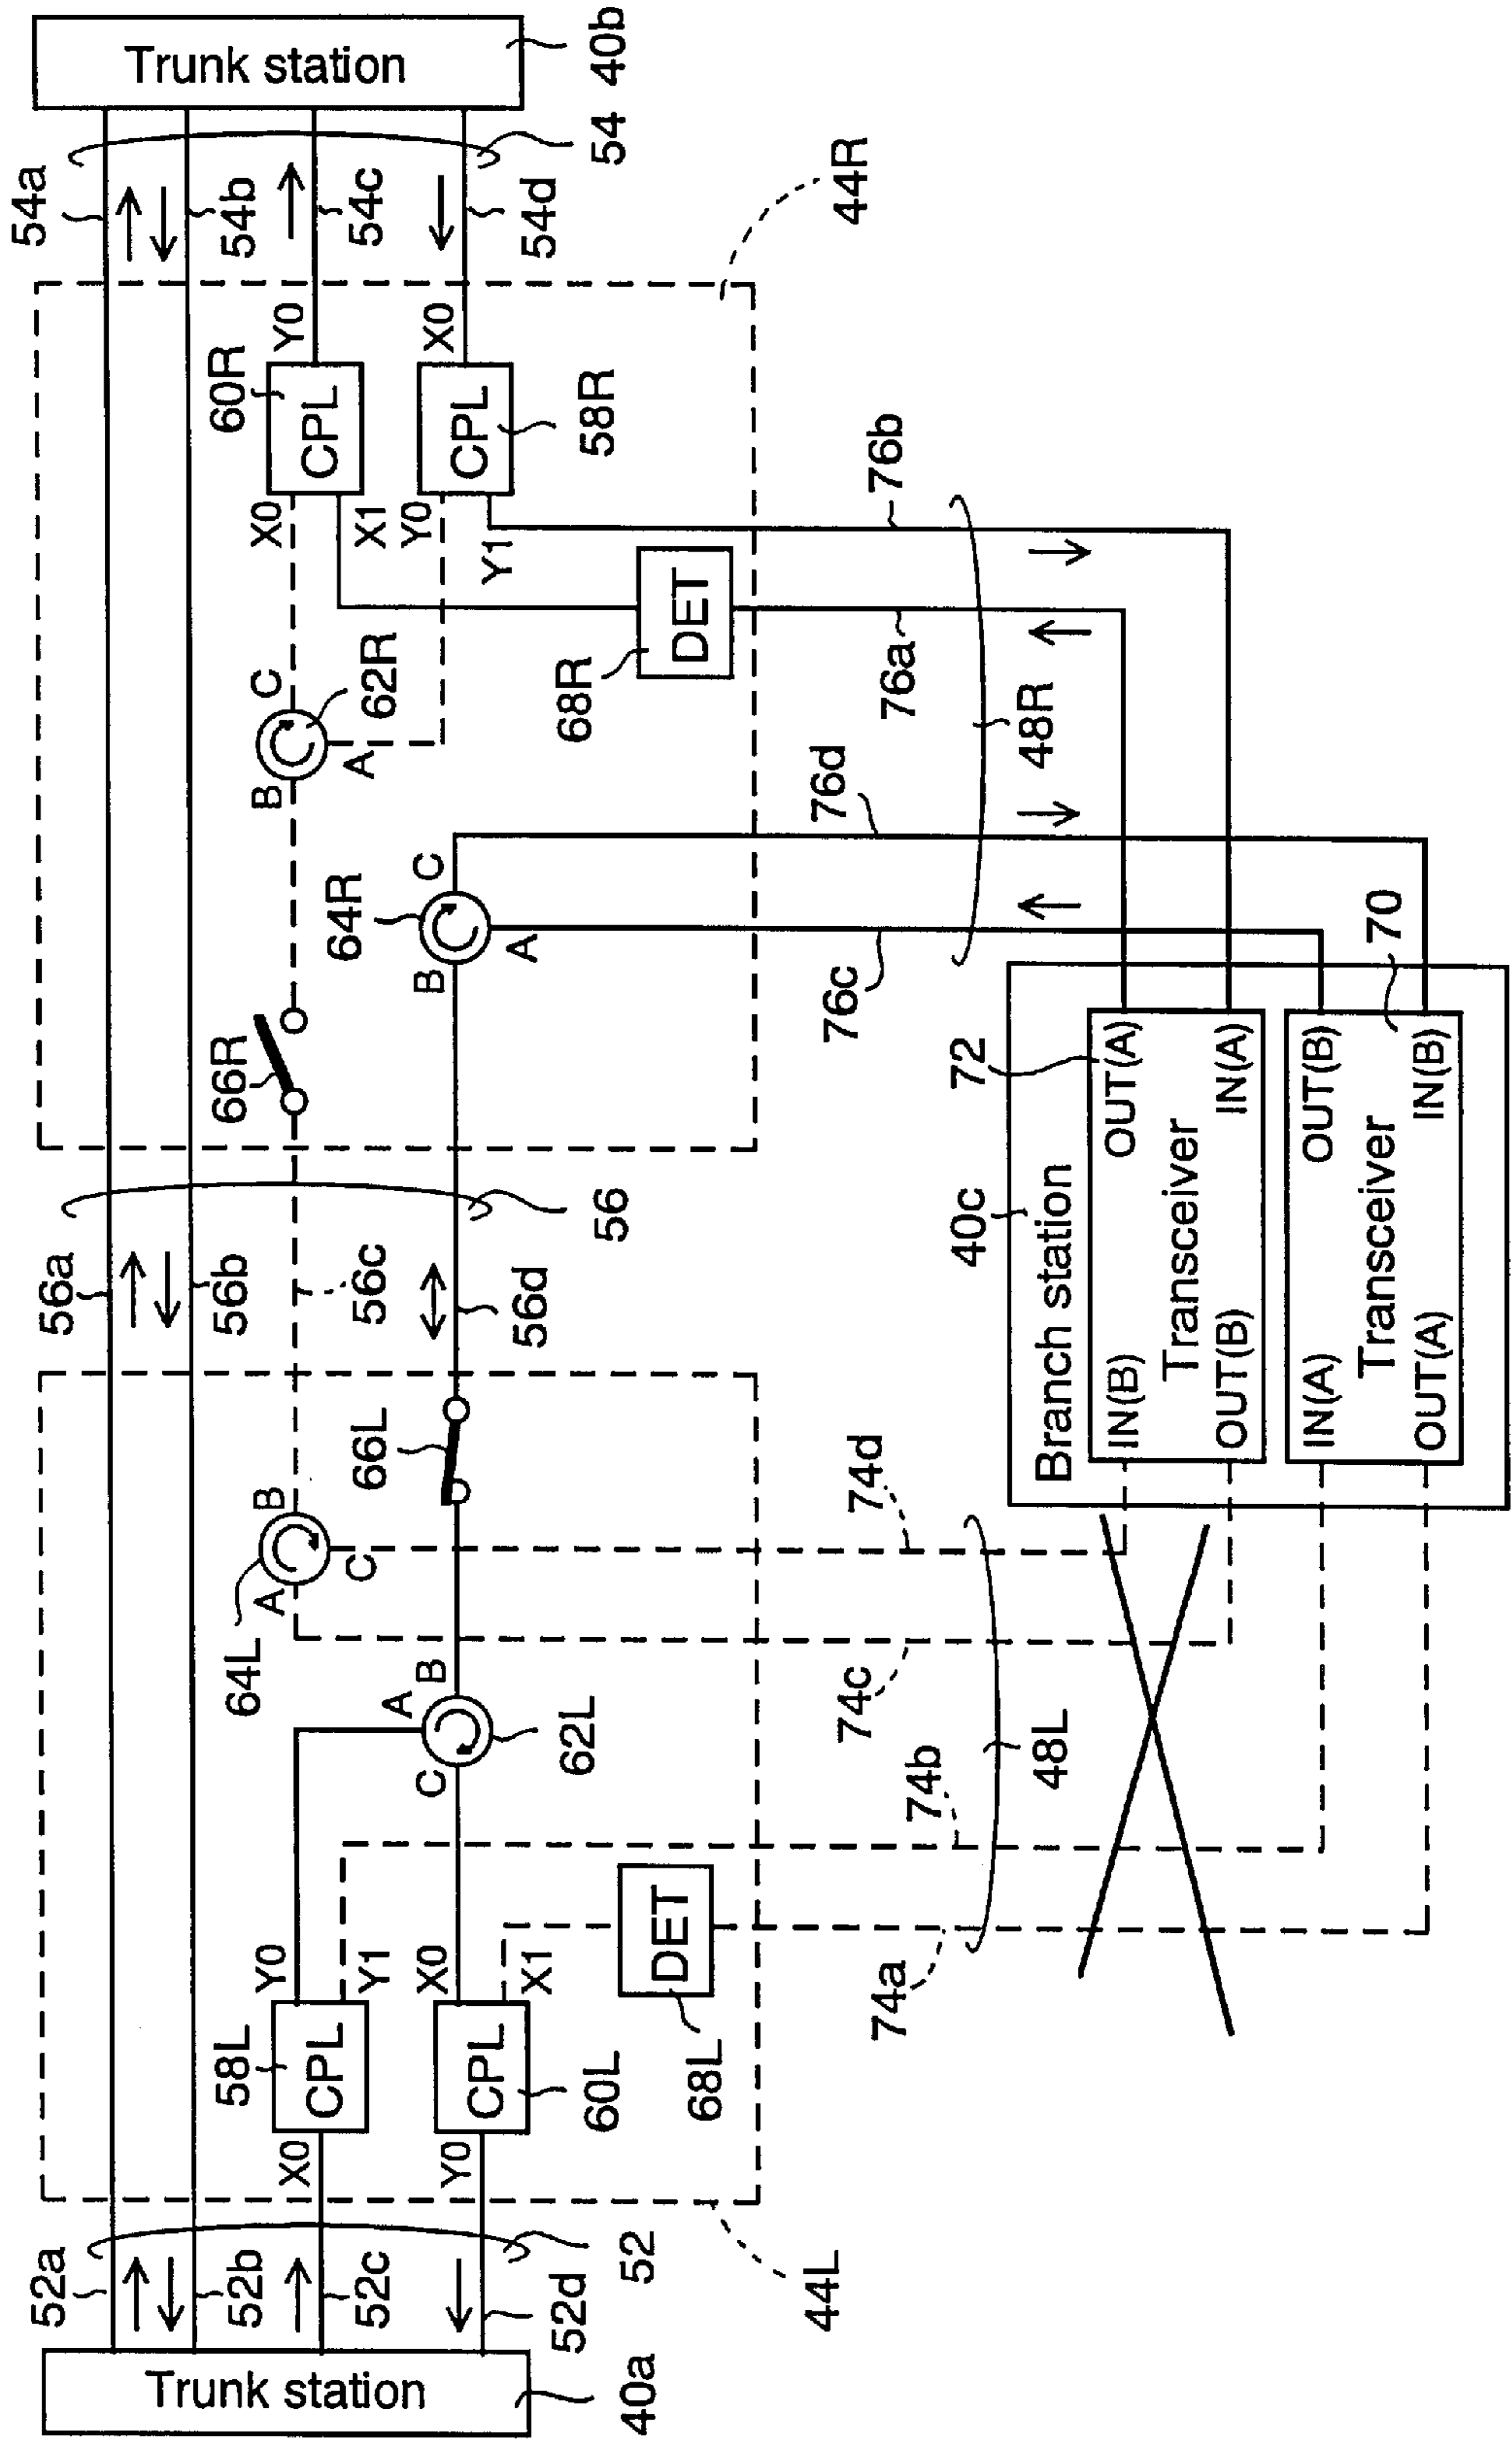 Trunk station
40b
54
54a
54b
54c
54d
44R
Y0
X0
60R
CPL
CPL
58R
X0
X1
Y0
Y1
76b
C
62R
A
B
68R
DET
76a
48R
76d
64R
C
A
B
76c
70
66R
72
40c
Branch station
OUT(A)
IN(A)
Transceiver
IN(B)
OUT(B)
OUT(B)
IN(B)
Transceiver
IN(A)
OUT(A)
56a
56b
56c
56d
56
66L
B
C
A
64L
74d
74c
A
B
C
62L
74b
48L
Y0
Y1
X0
X1
DET
68L
74a
58L
CPL
CPL
60L
X0
Y0
52a
52b
52c
52d
52
44L
Trunk station
40a